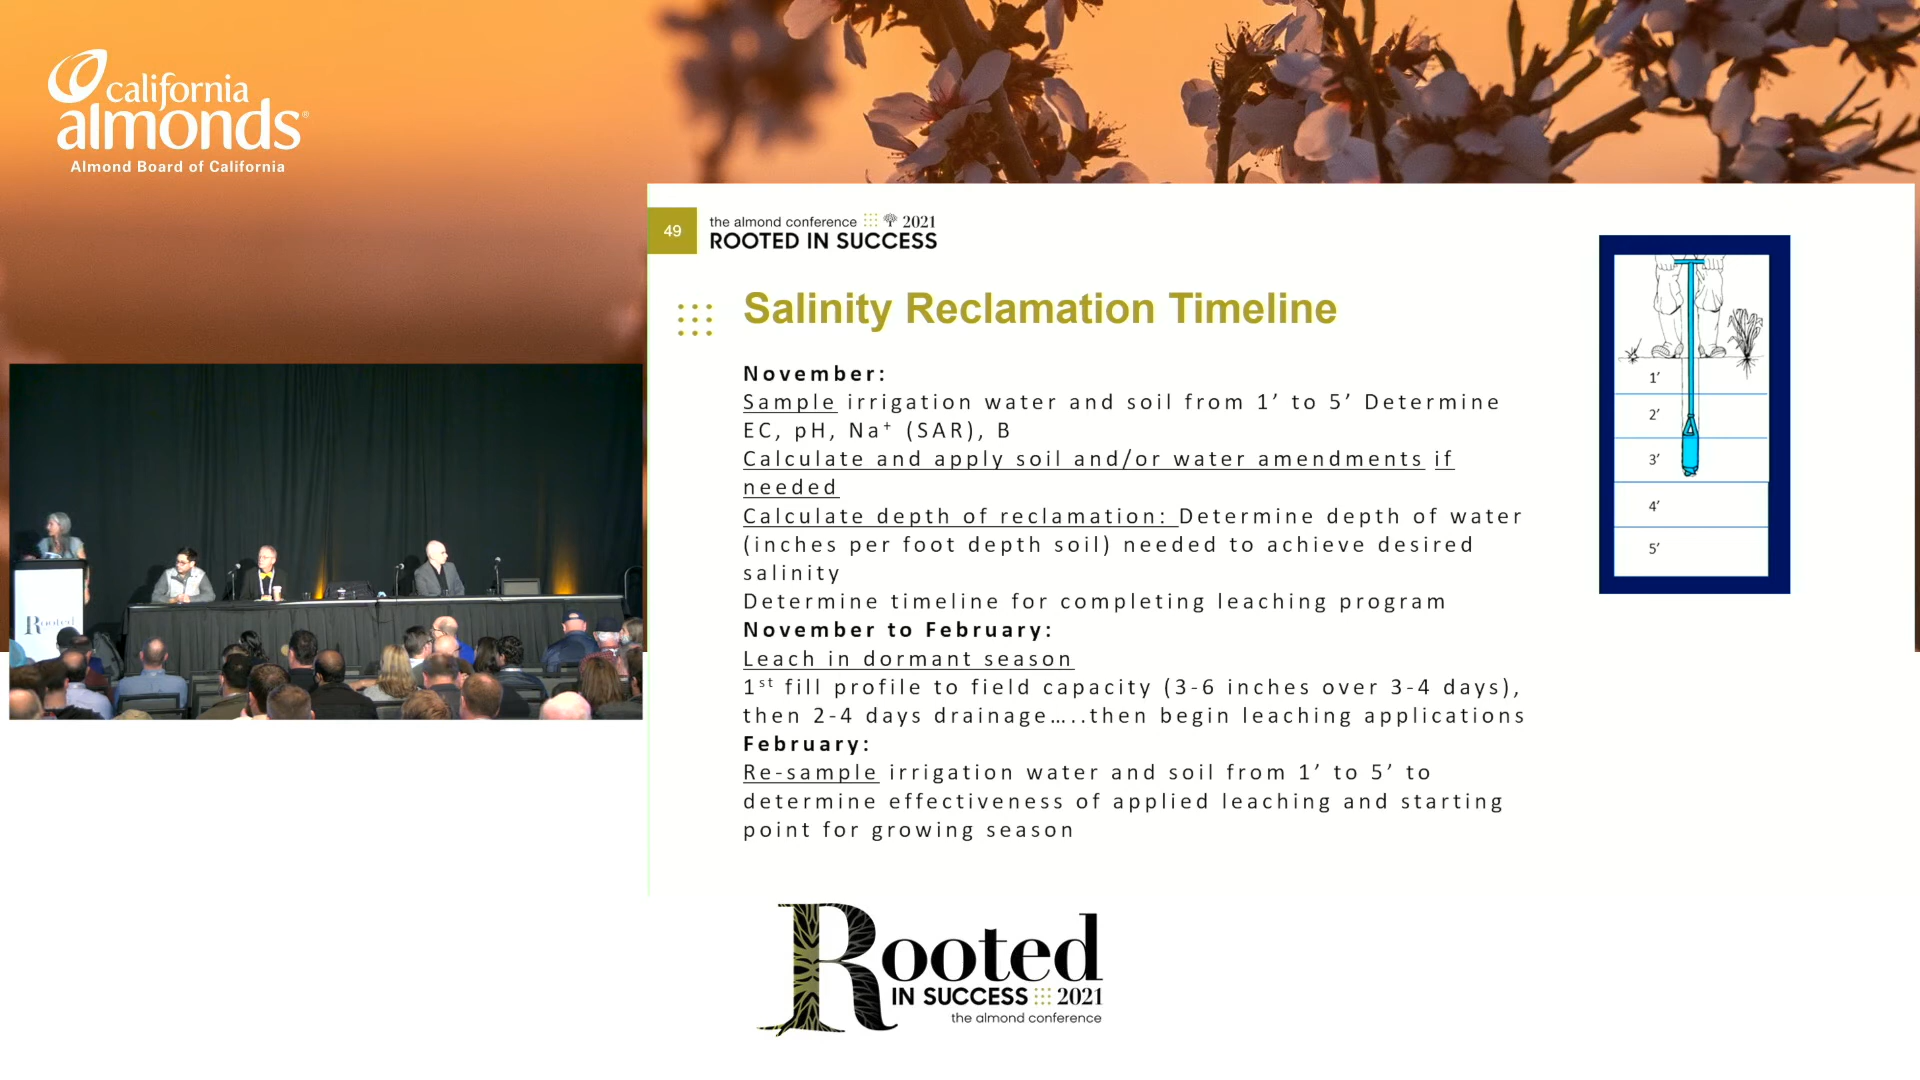 california
almonds®
Almond Board of California
49
the almond conference 2021
ROOTED IN SUCCESS
Salinity Reclamation Timeline
November:
Sample irrigation water and soil from 1’ to 5’ Determine
EC, pH, Na⁺ (SAR), B
Calculate and apply soil and/or water amendments if
needed
Calculate depth of reclamation: Determine depth of water
(inches per foot depth soil) needed to achieve desired
salinity
Determine timeline for completing leaching program
November to February:
Leach in dormant season
1ˢᵗ fill profile to field capacity (3-6 inches over 3-4 days),
then 2-4 days drainage…..then begin leaching applications
February:
Re-sample irrigation water and soil from 1’ to 5’ to
determine effectiveness of applied leaching and starting
point for growing season
1’
2’
3’
4’
5’
Rooted
Rooted
IN SUCCESS 2021
the almond conference